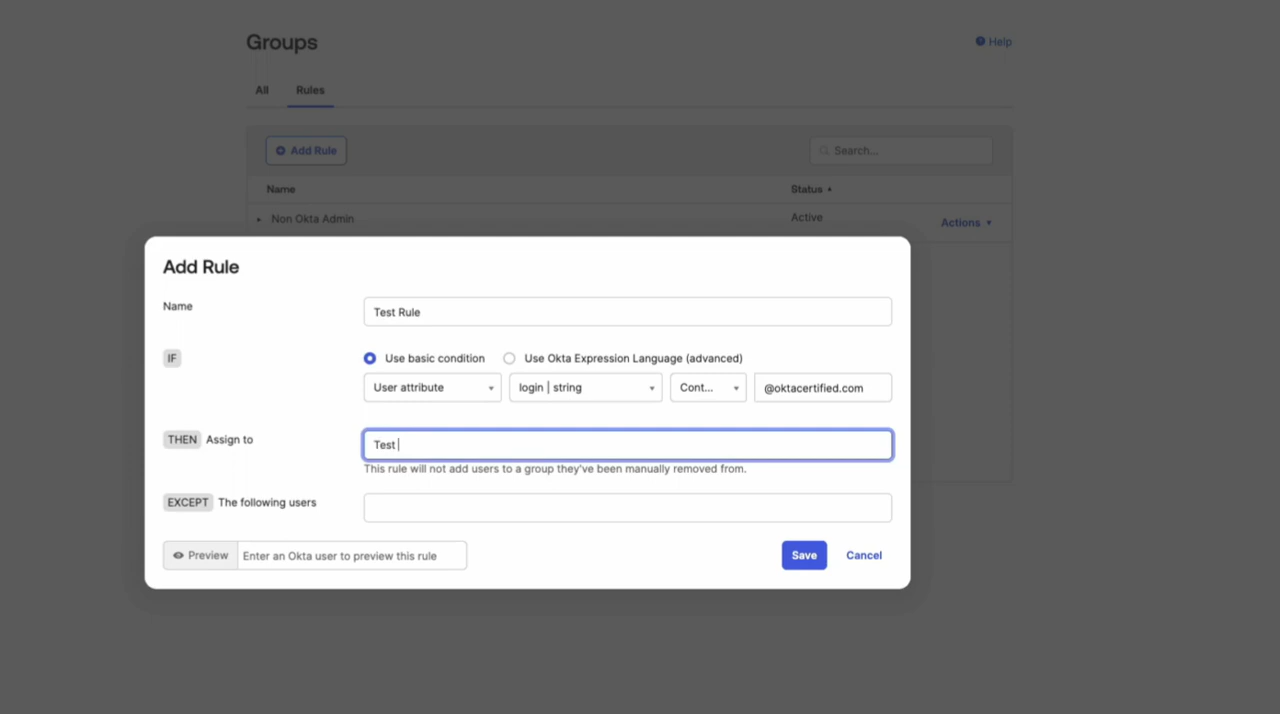 Groups
Help
All Rules
Add Rule Search...
Name Status
Non Okta Admin Active Actions
Add Rule
Name Test Rule
IF Use basic condition Use Okta Expression Language (advanced)
User attribute login | string Cont... @oktacertified.com
THEN Assign to Test
This rule will not add users to a group they've been manually removed from.
EXCEPT The following users
Preview Enter an Okta user to preview this rule Save Cancel